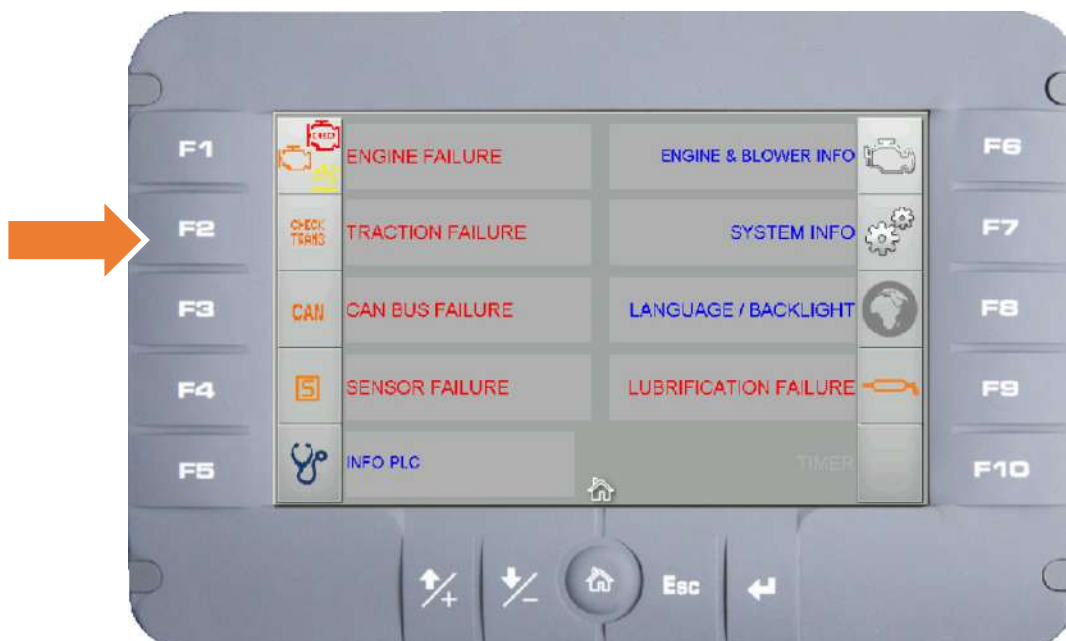 F1
CHECK
ENGINE FAILURE
ENGINE & BLOWER INFO
F6
F2
CHECK TRANS
TRACTION FAILURE
SYSTEM INFO
F7
F3
CAN
CAN BUS FAILURE
LANGUAGE / BACKLIGHT
F8
F4
S
SENSOR FAILURE
LUBRIFICATION FAILURE
F9
F5
INFO PLC
TIMER
F10
+
-
Esc